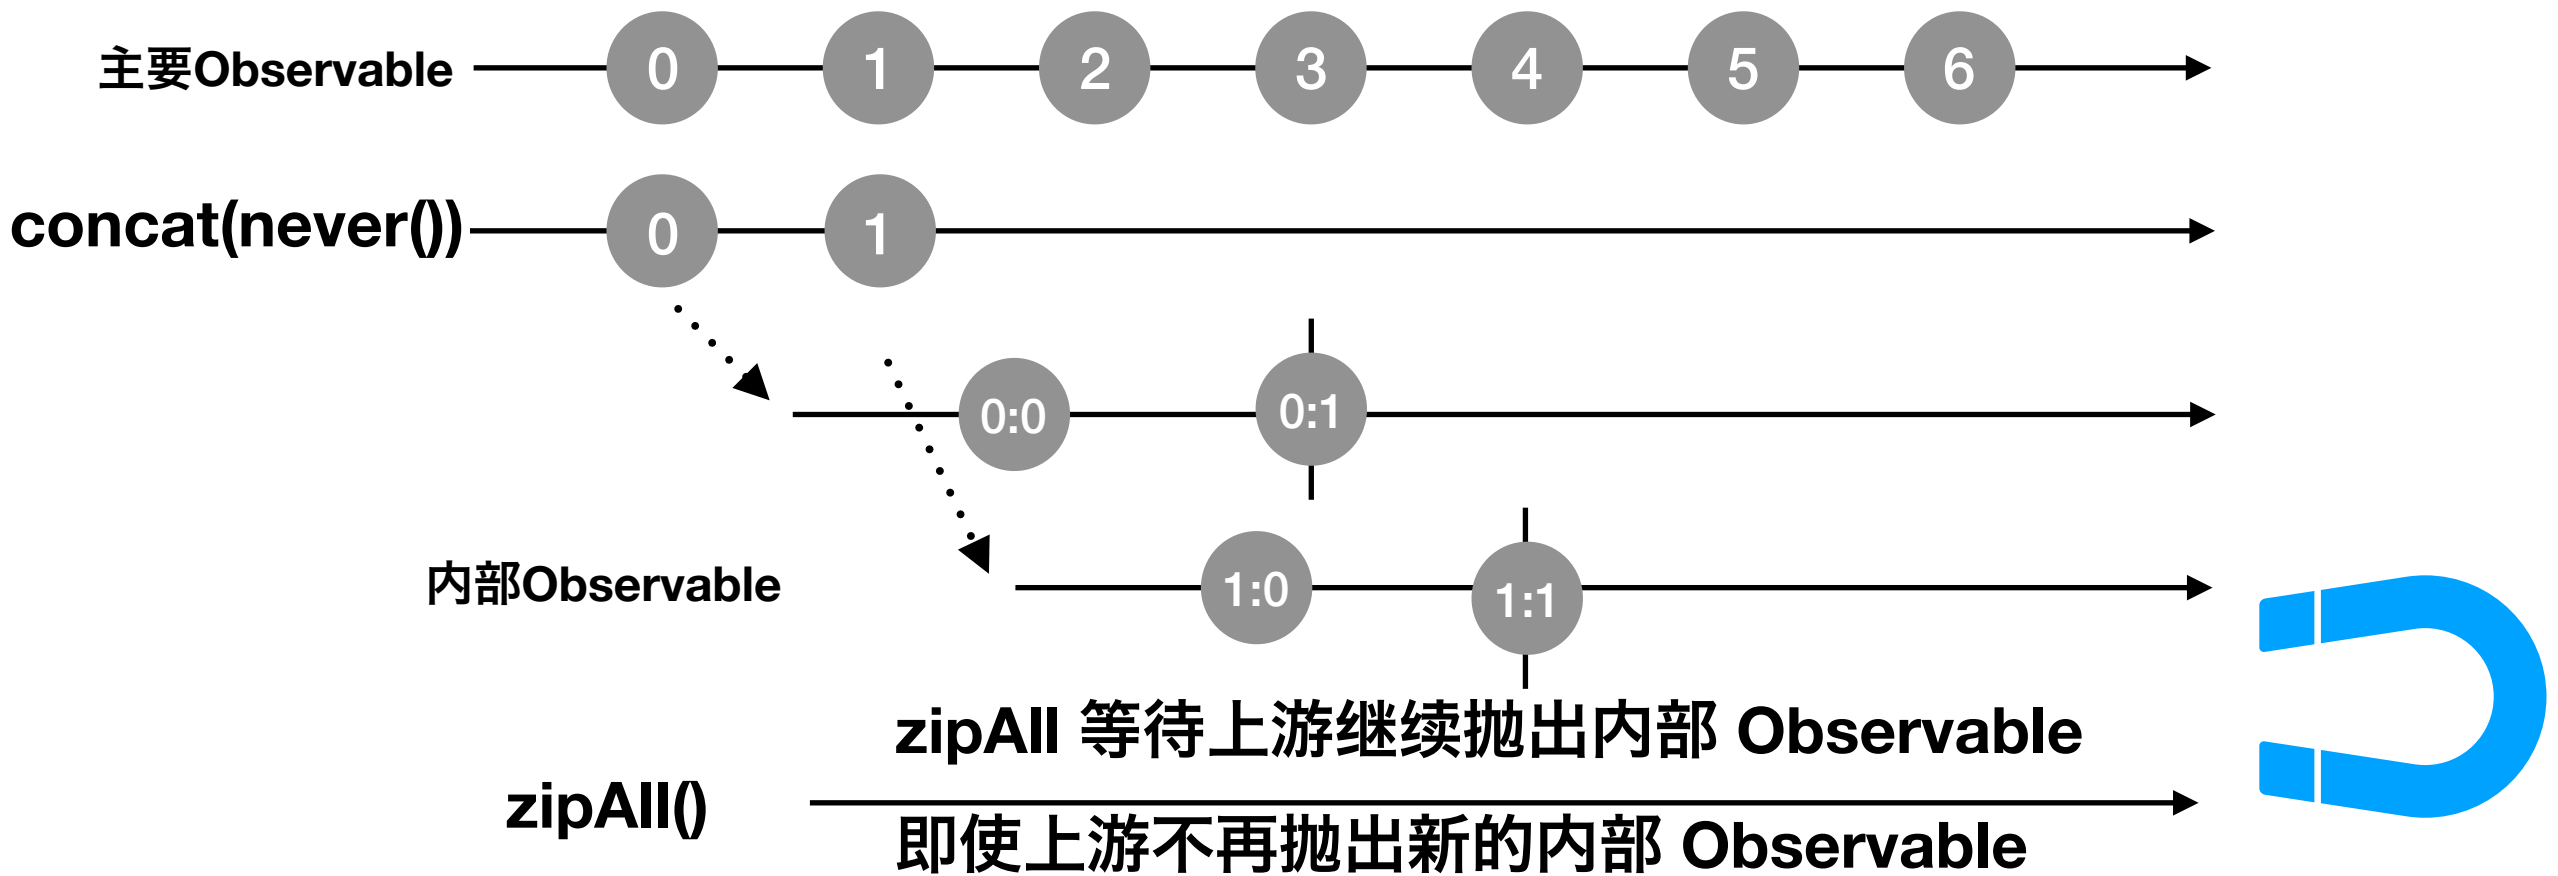 主要Observable 0 1 2 3 4 5 6
concat(never()) 0 1
0:0 0:1
内部Observable 1:0 1:1
zipAll 等待上游继续抛出内部 Observable
zipAll()
即使上游不再抛出新的内部 Observable